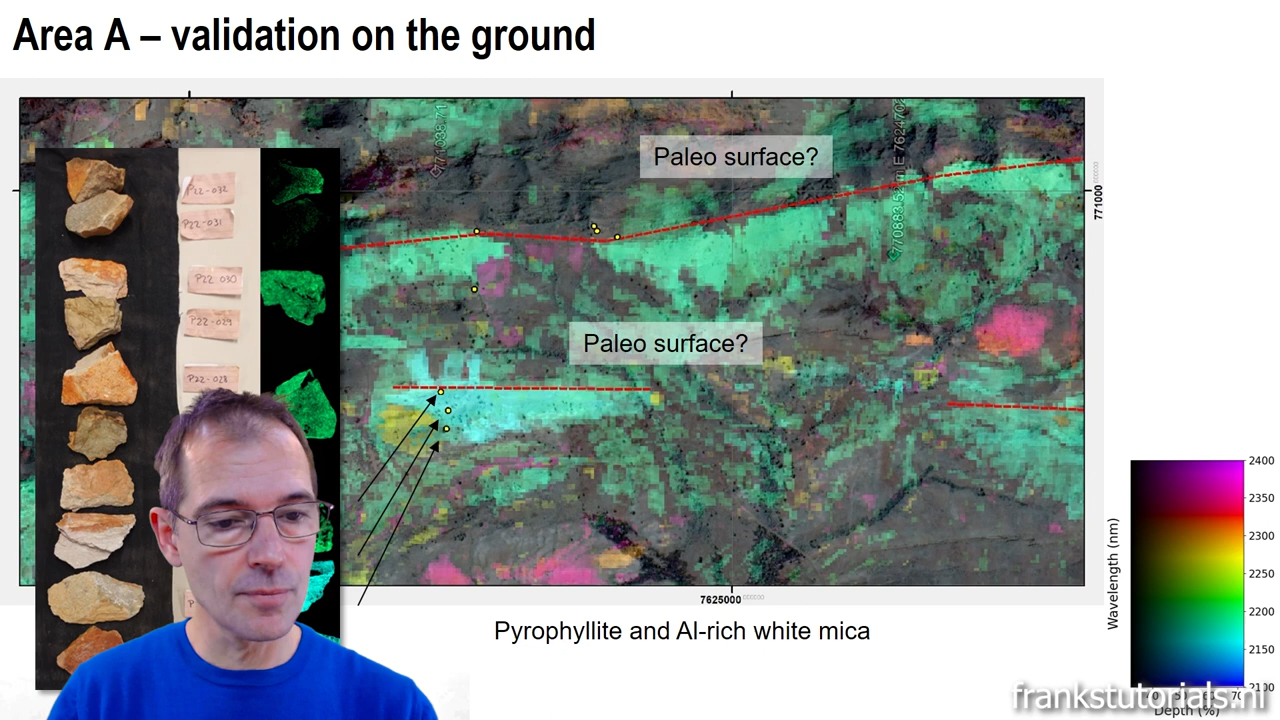 Area A – validation on the ground
Paleo surface?
771000
P22-032
P22-031
P22-030
P22-029
P22-028
Paleo surface?
7625000
Pyrophyllite and Al-rich white mica
Wavelength (nm)
2400
2350
2300
2250
2200
2150
2100
Depth (%)
frankstutorials.nl